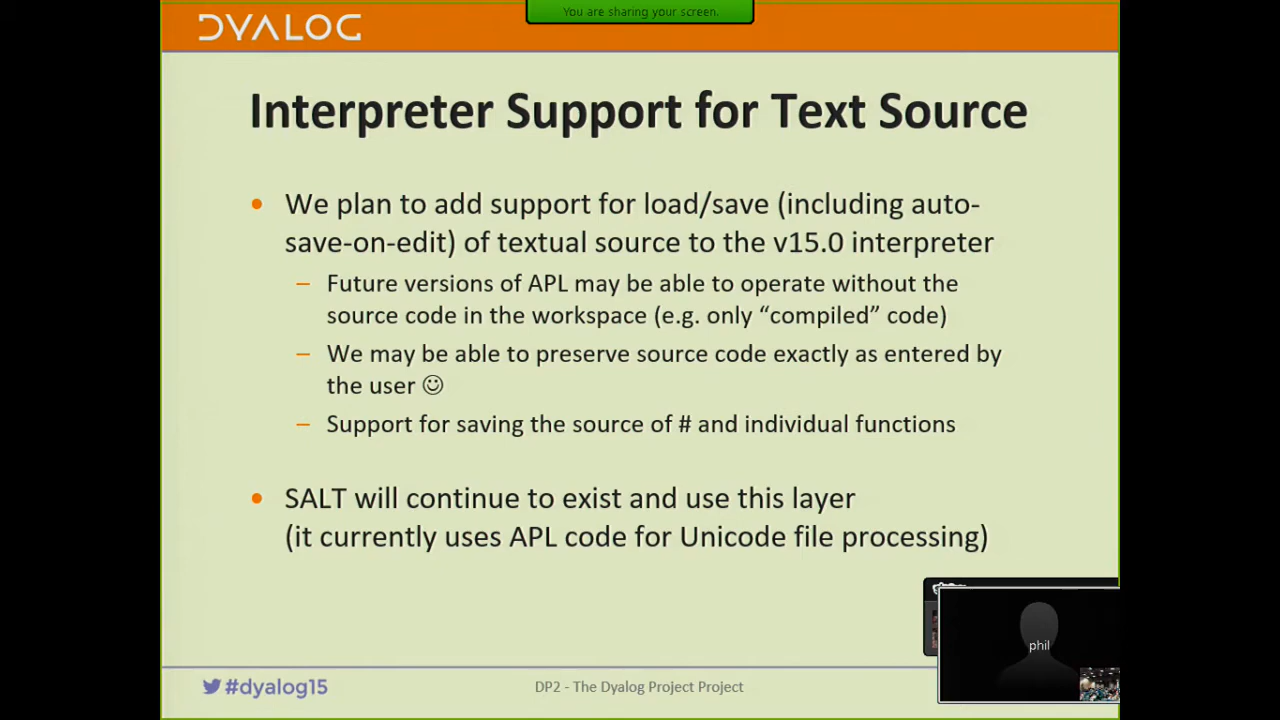 You are sharing your screen.
DYALOG
Interpreter Support for Text Source
• We plan to add support for load/save (including auto-
save-on-edit) of textual source to the v15.0 interpreter
– Future versions of APL may be able to operate without the
source code in the workspace (e.g. only “compiled” code)
– We may be able to preserve source code exactly as entered by
the user ☺
– Support for saving the source of # and individual functions
• SALT will continue to exist and use this layer
(it currently uses APL code for Unicode file processing)
phil
#dyalog15
DP2 - The Dyalog Project Project